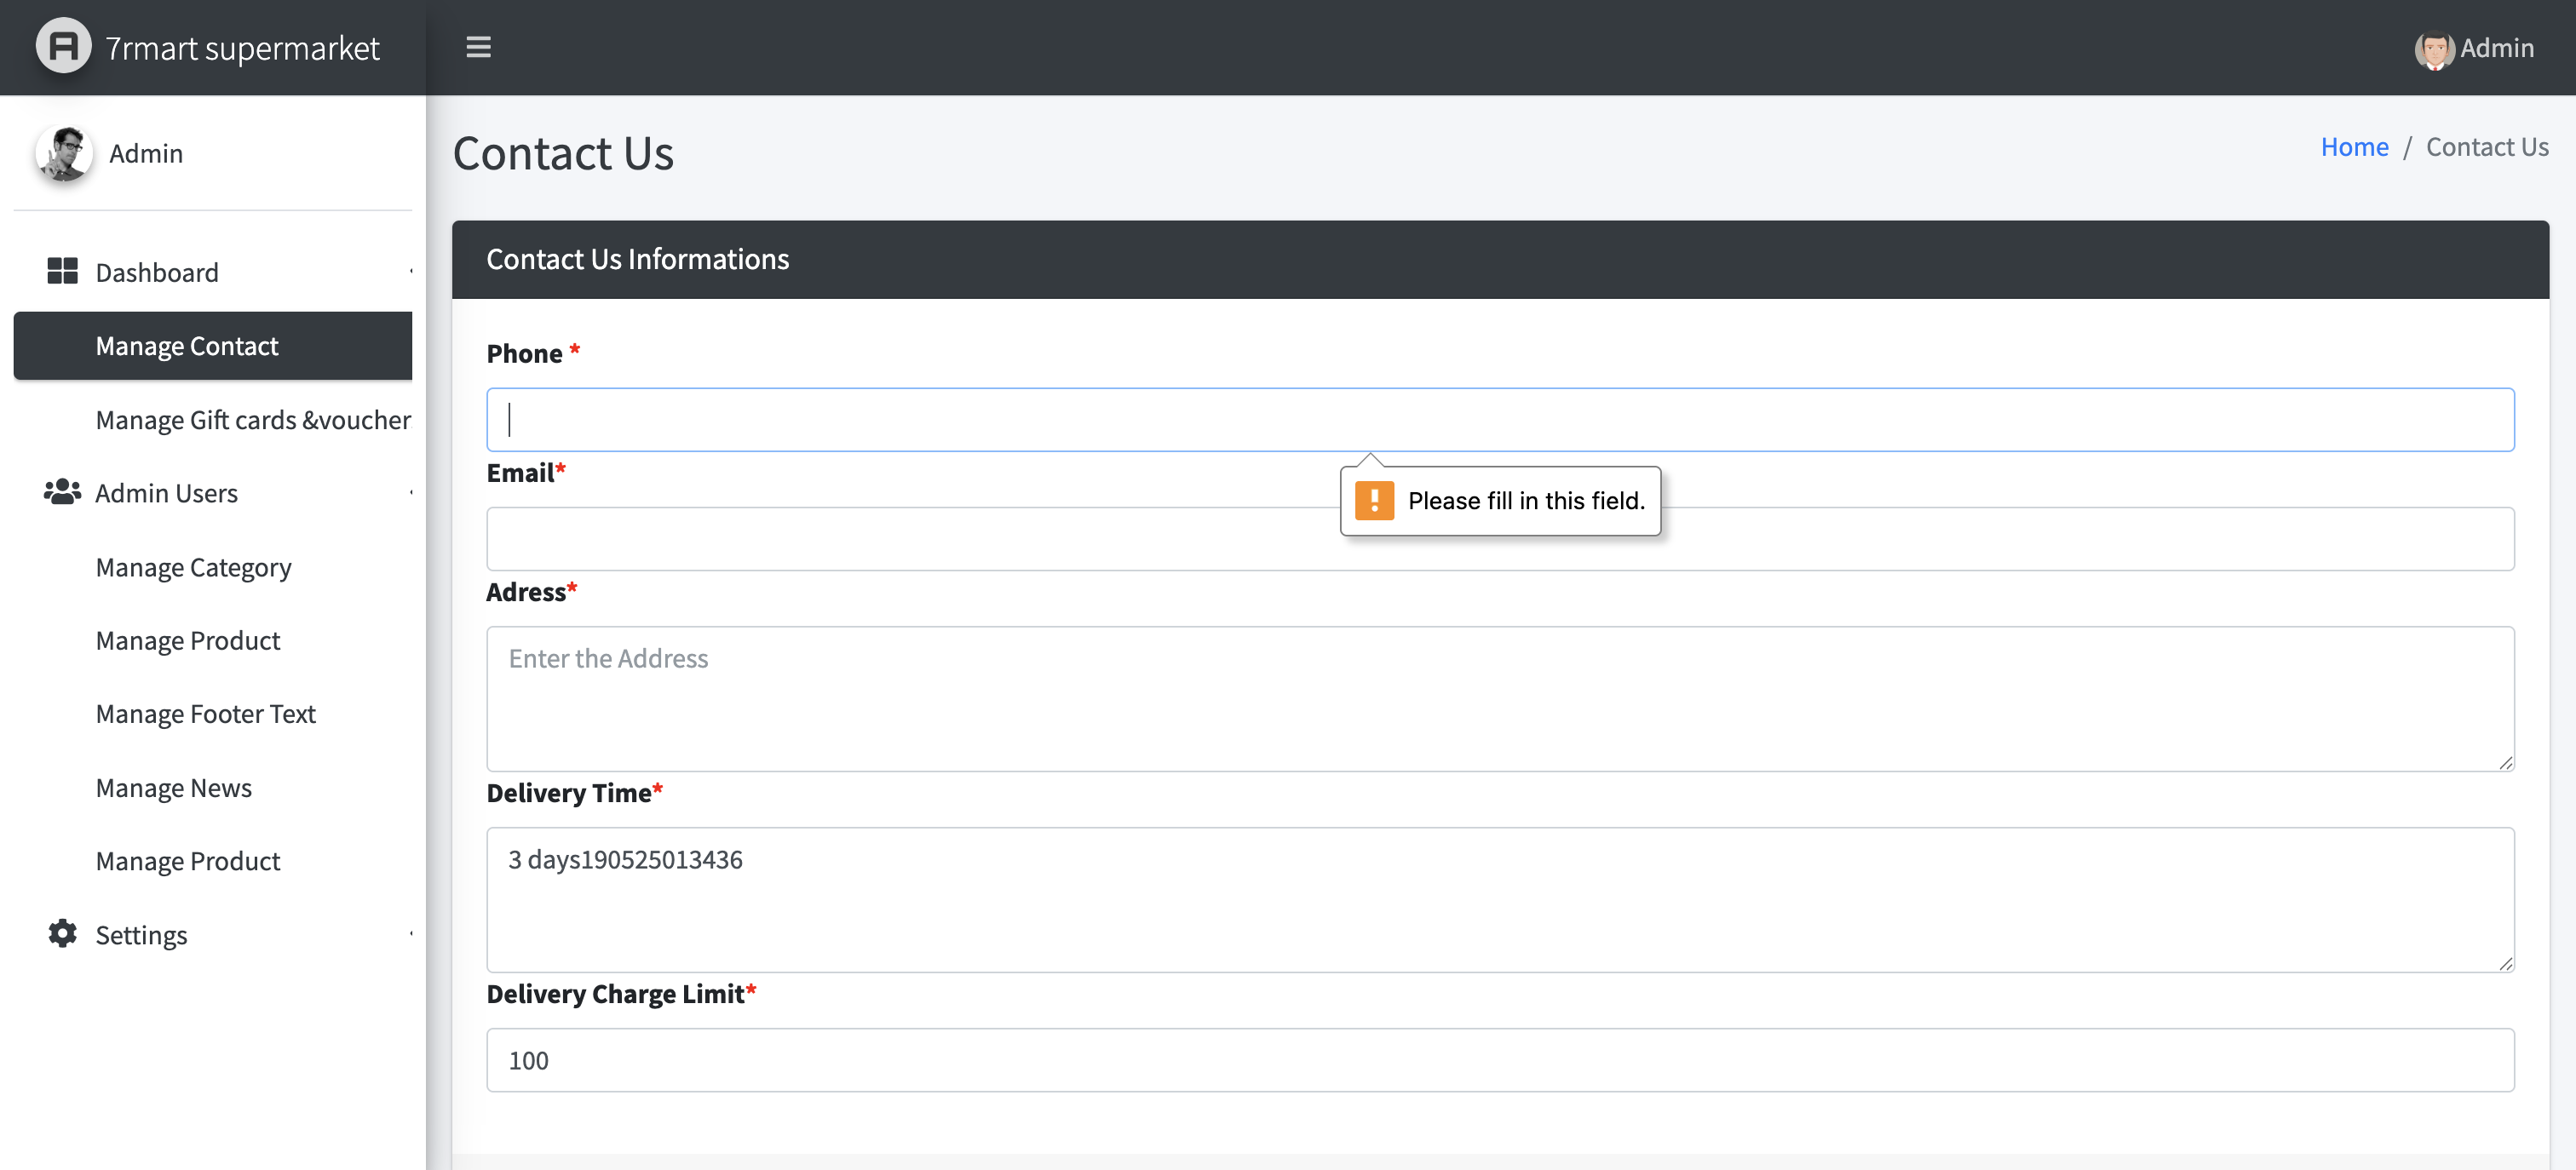 7rmart supermarket
Admin
Admin
Contact Us
Home / Contact Us
Dashboard
Manage Contact
Manage Gift cards &voucher
Admin Users
Manage Category
Manage Product
Manage Footer Text
Manage News
Manage Product
Settings
Contact Us Informations
Phone *
Please fill in this field.
Email*
Adress*
Enter the Address
Delivery Time*
3 days190525013436
Delivery Charge Limit*
100